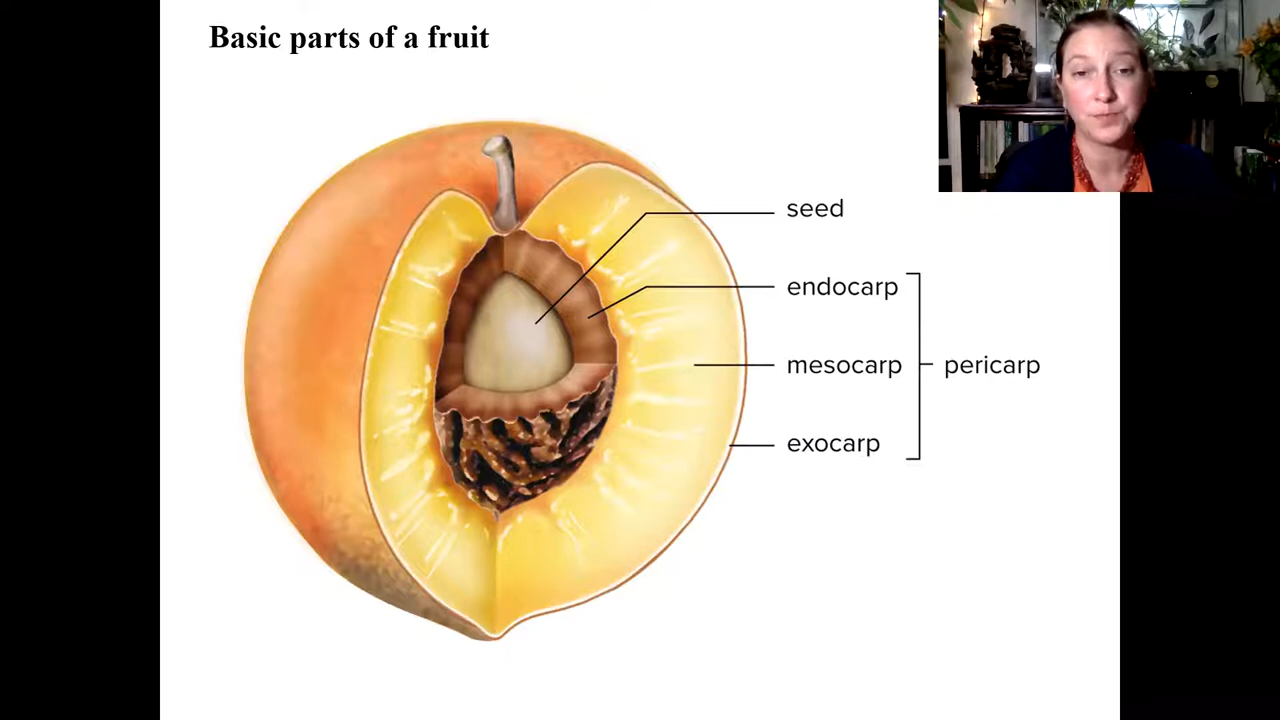 Basic parts of a fruit
seed
endocarp
mesocarp
pericarp
exocarp